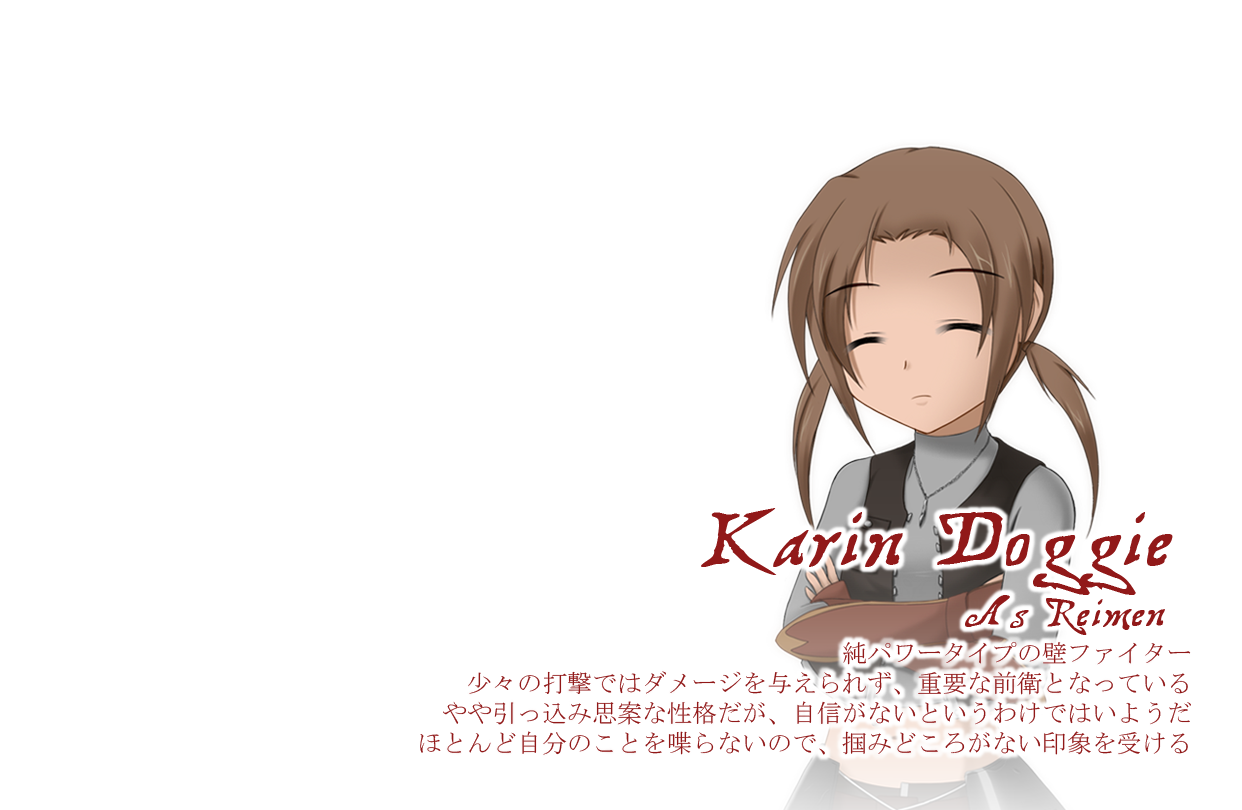 Karin Doggie
As Reimen
純パワータイプの壁ファイター
少々の打撃ではダメージを与えられず、重要な前衛となっている
やや引っ込み思案な性格だが、自信がないというわけではいようだ
ほとんど自分のことを喋らないので、掴みどころがない印象を受ける